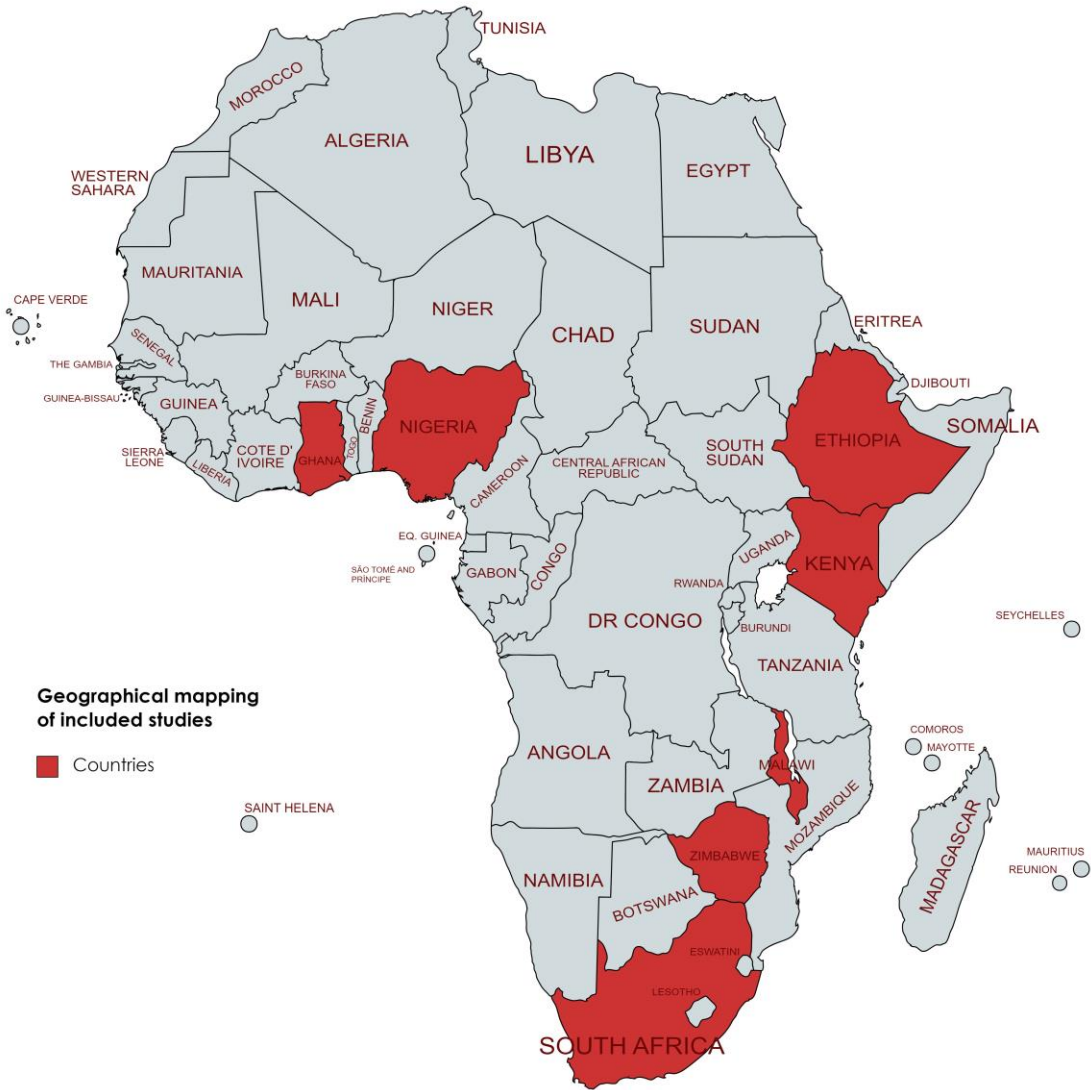 TUNISIA
MOROCCO
ALGERIA
LIBYA
EGYPT
WESTERN
SAHARA
MAURITANIA
MALI
NIGER
CHAD
SUDAN
ERITREA
CAPE VERDE
SENEGAL
THE GAMBIA
GUINEA-BISSAU
GUINEA
SIERRA
LEONE
LIBERIA
COTE D'
IVOIRE
BURKINA
FASO
GHANA
TOGO
BENIN
NIGERIA
CAMEROON
CENTRAL AFRICAN
REPUBLIC
SOUTH
SUDAN
ETHIOPIA
DJIBOUTI
SOMALIA
EQ. GUINEA
SÃO TOMÉ AND
PRÍNCIPE
GABON
CONGO
DR CONGO
UGANDA
KENYA
RWANDA
BURUNDI
TANZANIA
SEYCHELLES
Geographical mapping
of included studies
Countries
ANGOLA
ZAMBIA
MALAWI
MOZAMBIQUE
COMOROS
MAYOTTE
MADAGASCAR
MAURITIUS
REUNION
SAINT HELENA
NAMIBIA
BOTSWANA
ZIMBABWE
ESWATINI
LESOTHO
SOUTH AFRICA